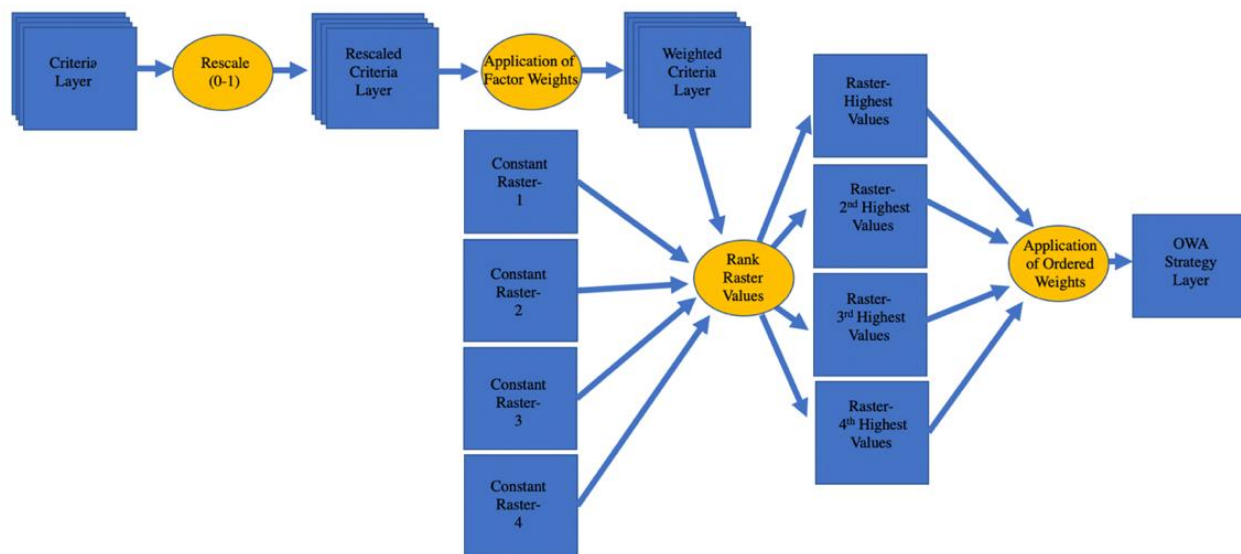 Criteria
Layer
Rescale
(0-1)
Rescaled
Criteria
Layer
Application of
Factor Weights
Weighted
Criteria
Layer
Constant
Raster-
1
Constant
Raster-
2
Constant
Raster-
3
Constant
Raster-
4
Rank
Raster
Values
Raster-
Highest
Values
Raster-
2nd Highest
Values
Raster-
3rd Highest
Values
Raster-
4th Highest
Values
Application
of Ordered
Weights
OWA
Strategy
Layer